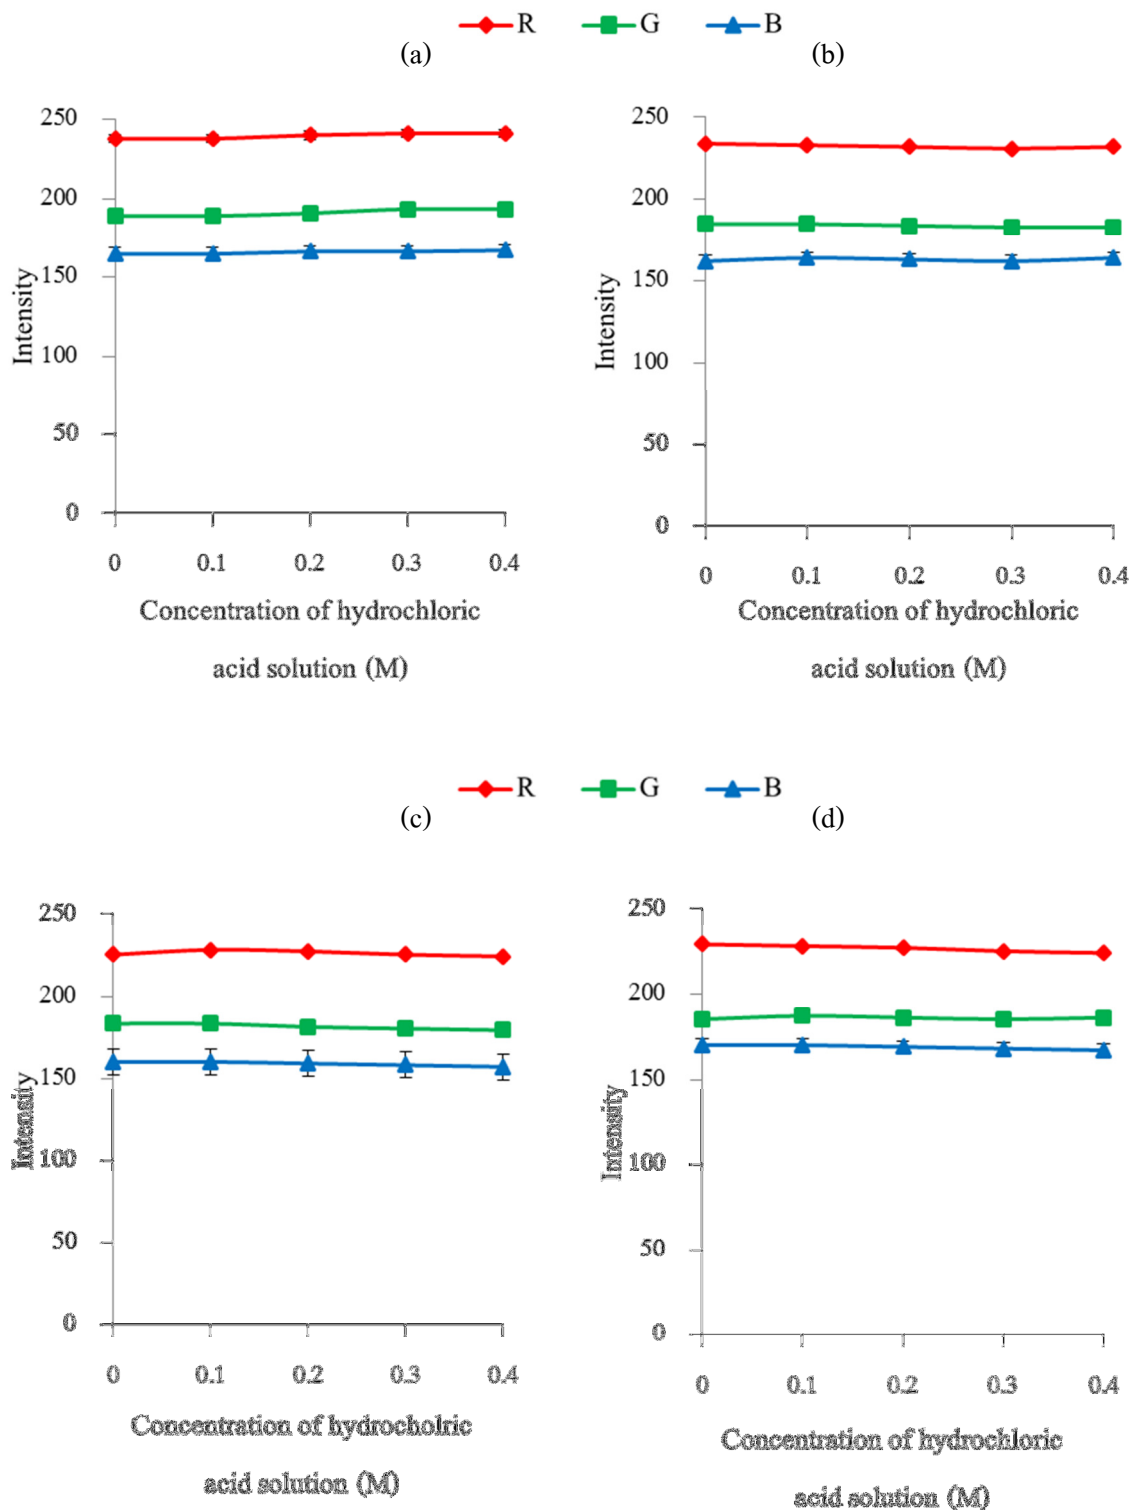 R G B
(a) (b)
250
200
150
100
50
0
Intensity
0 0.1 0.2 0.3 0.4
Concentration of hydrochloric
acid solution (M)
250
200
150
100
50
0
Intensity
0 0.1 0.2 0.3 0.4
Concentration of hydrochloric
acid solution (M)
R G B
(c) (d)
250
200
150
100
50
0
Intensity
0 0.1 0.2 0.3 0.4
Concentration of hydrocholric
acid solution (M)
250
200
150
100
50
0
Intensity
0 0.1 0.2 0.3 0.4
Concentration of hydrochloric
acid solution (M)